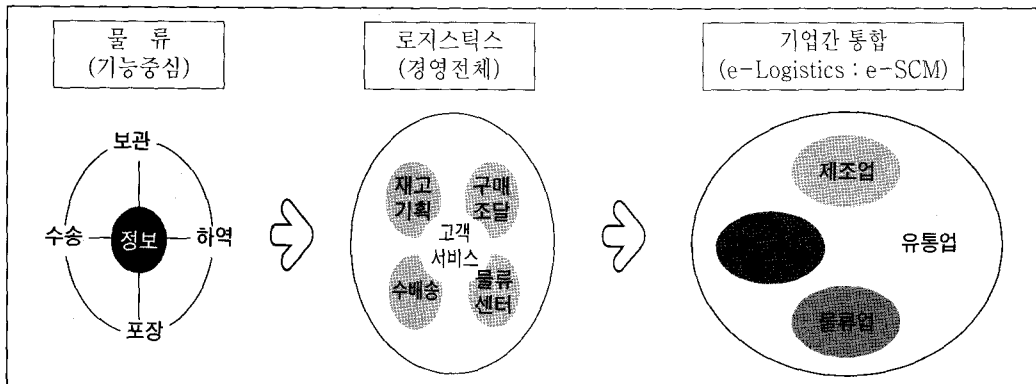 물 류
(기능중심)
로지스틱스
(경영전체)
기업간 통합
(e-Logistics : e-SCM)
보관
수송
정보
하역
포장
재고
기획
구매
조달
고객
서비스
수배송
물류
센터
제조업
유통업
물류업